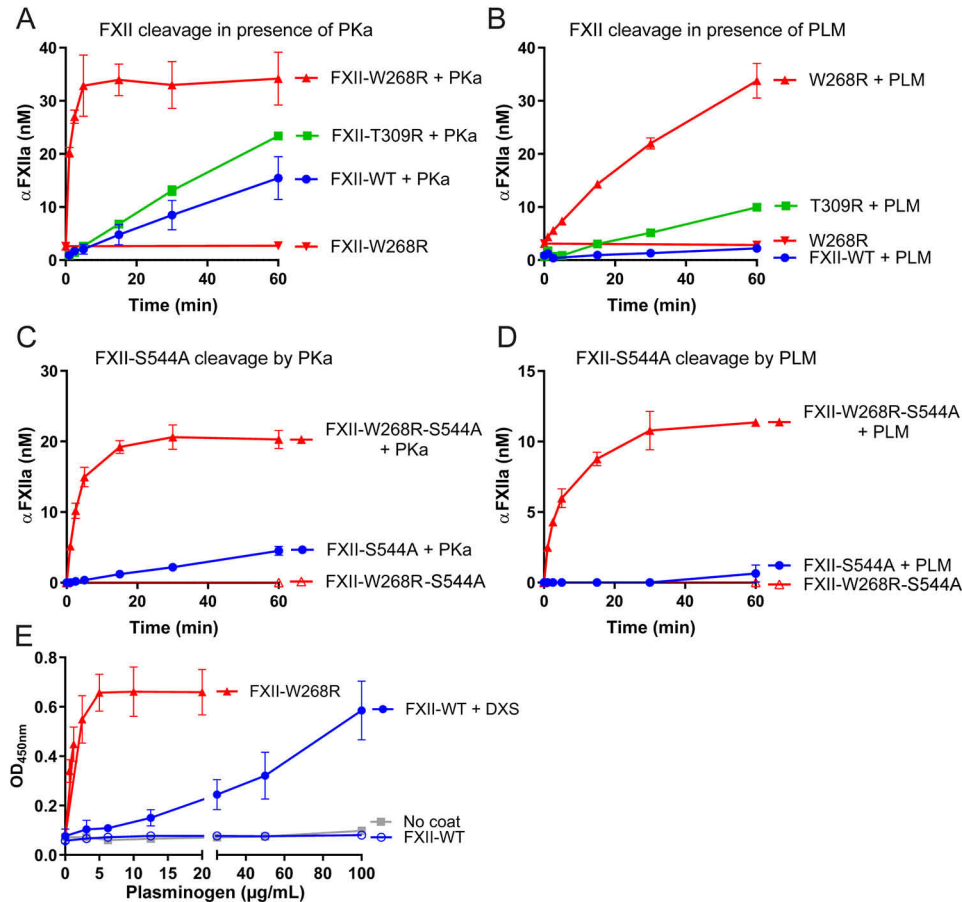 A
FXII cleavage in presence of PKa
αFXIIa (nM)
40
30
20
10
0
0
20
40
60
Time (min)
FXII-W268R + PKa
FXII-T309R + PKa
FXII-WT + PKa
FXII-W268R
B
FXII cleavage in presence of PLM
αFXIIa (nM)
40
30
20
10
0
0
20
40
60
Time (min)
W268R + PLM
T309R + PLM
W268R
FXII-WT + PLM
C
FXII-S544A cleavage by PKa
αFXIIa (nM)
30
20
10
0
0
20
40
60
Time (min)
FXII-W268R-S544A
+ PKa
FXII-S544A + PKa
FXII-W268R-S544A
D
FXII-S544A cleavage by PLM
αFXIIa (nM)
15
10
5
0
0
20
40
60
Time (min)
FXII-W268R-S544A
+ PLM
FXII-S544A + PLM
FXII-W268R-S544A
E
OD450nm
0.8
0.6
0.4
0.2
0.0
0
5
10
15
20
40
60
80
100
Plasminogen (µg/mL)
FXII-W268R
FXII-WT + DXS
No coat
FXII-WT